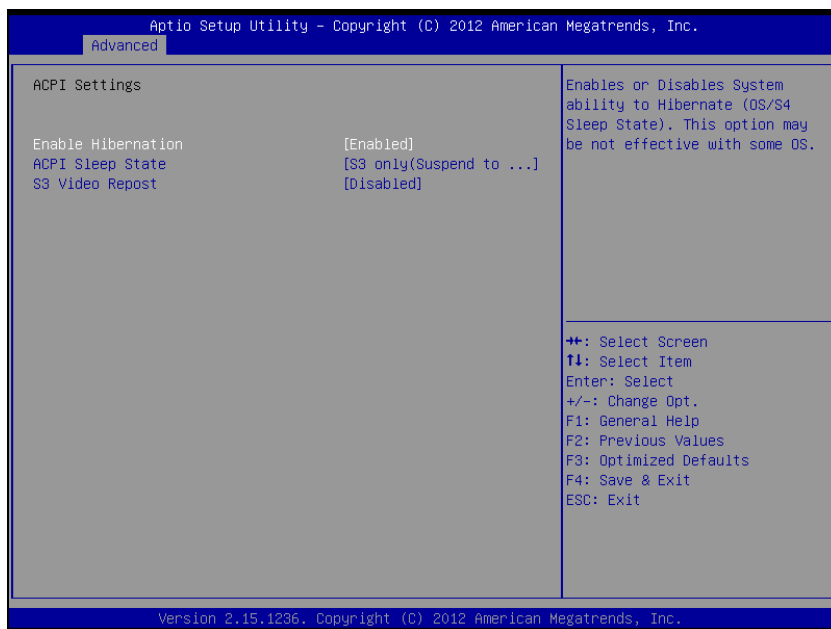 Aptio Setup Utility – Copyright (C) 2012 American Megatrends, Inc.
Advanced
ACPI Settings
Enable Hibernation [Enabled]
ACPI Sleep State [S3 only(Suspend to ...]
S3 Video Repost [Disabled]
Enables or Disables System
ability to Hibernate (OS/S4
Sleep State). This option may
be not effective with some OS.
→←: Select Screen
↑↓: Select Item
Enter: Select
+/-: Change Opt.
F1: General Help
F2: Previous Values
F3: Optimized Defaults
F4: Save & Exit
ESC: Exit
Version 2.15.1236. Copyright (C) 2012 American Megatrends, Inc.